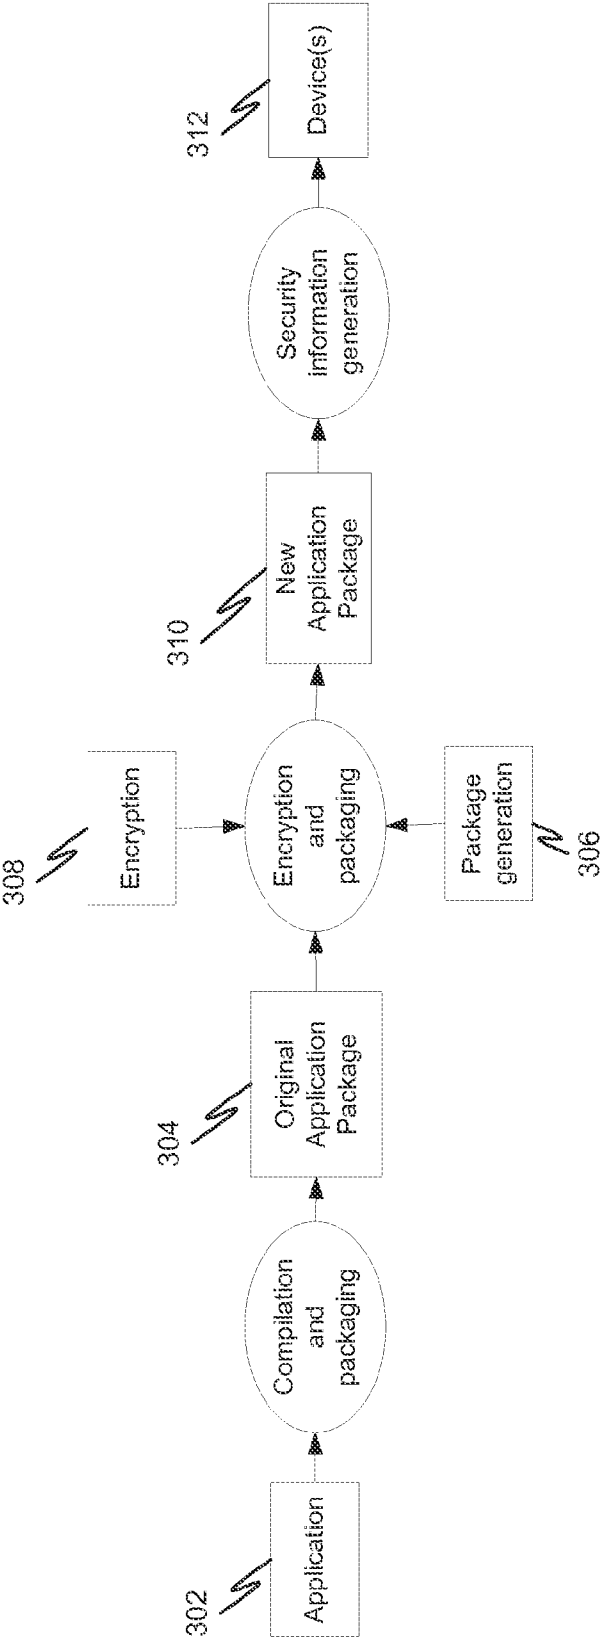 302
Application
Compilation
and
packaging
304
Original
Application
Package
308
Encryption
Encryption
and
packaging
Package
generation
306
310
New
Application
Package
Security
information
generation
312
Device(s)